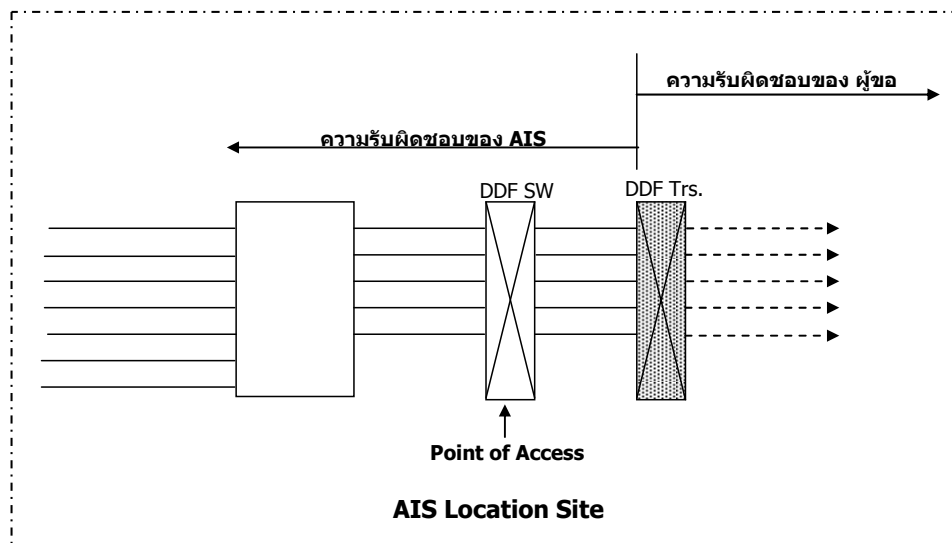 ความรับผิดชอบของ ผู้ขอ
ความรับผิดชอบของ AIS
DDF SW
DDF Trs.
Point of Access
AIS Location Site